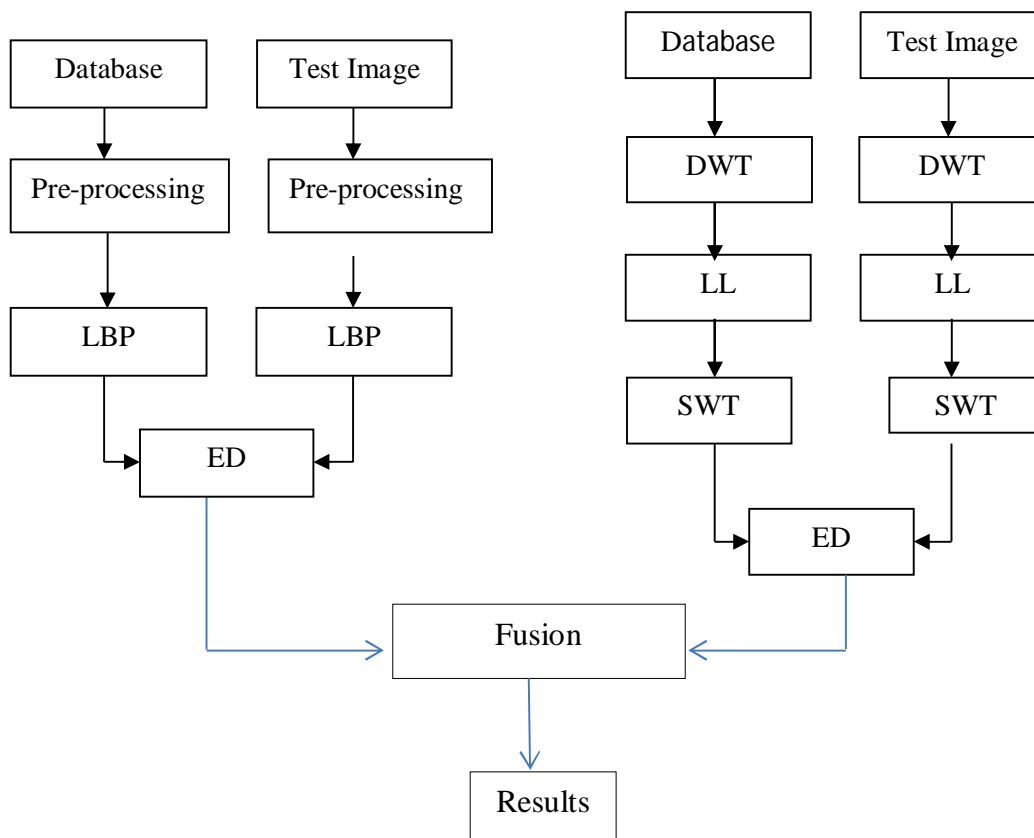 Database
Test Image
Database
Test Image
Pre-processing
Pre-processing
DWT
DWT
LL
LL
LBP
LBP
SWT
SWT
ED
ED
Fusion
Results